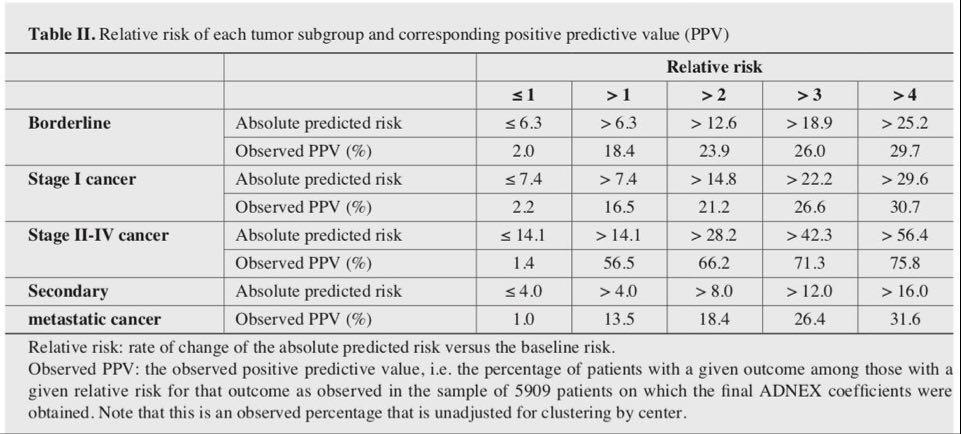 Table II. Relative risk of each tumor subgroup and corresponding positive predictive value (PPV)
Relative risk
≤ 1 > 1 > 2 > 3 > 4
Borderline Absolute predicted risk ≤ 6.3 > 6.3 > 12.6 > 18.9 > 25.2
Observed PPV (%) 2.0 18.4 23.9 26.0 29.7
Stage I cancer Absolute predicted risk ≤ 7.4 > 7.4 > 14.8 > 22.2 > 29.6
Observed PPV (%) 2.2 16.5 21.2 26.6 30.7
Stage II-IV cancer Absolute predicted risk ≤ 14.1 > 14.1 > 28.2 > 42.3 > 56.4
Observed PPV (%) 1.4 56.5 66.2 71.3 75.8
Secondary Absolute predicted risk ≤ 4.0 > 4.0 > 8.0 > 12.0 > 16.0
metastatic cancer Observed PPV (%) 1.0 13.5 18.4 26.4 31.6
Relative risk: rate of change of the absolute predicted risk versus the baseline risk.
Observed PPV: the observed positive predictive value, i.e. the percentage of patients with a given outcome among those with a
given relative risk for that outcome as observed in the sample of 5909 patients on which the final ADNEX coefficients were
obtained. Note that this is an observed percentage that is unadjusted for clustering by center.